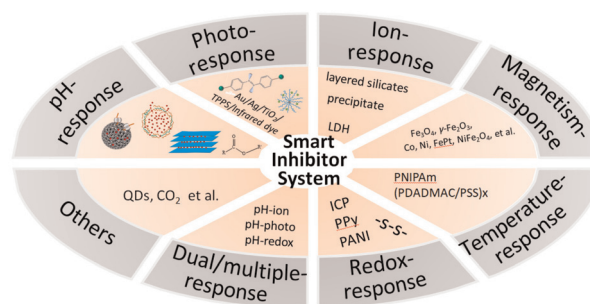 Photo-
response
Ion-
response
Magnetism-
response
Temperature-
response
Redox-
response
Dual/multiple-
response
Others
pH-
response
Smart
Inhibitor
System
Au/Ag/TiO₂/
TPPS/Infrared dye
layered silicates
precipitate
LDH
Fe₃O₄, γ-Fe₂O₃,
Co, Ni, FePt, NiFe₂O₄, et al.
PNIPAm
(PDADMAC/PSS)x
ICP
PPy
PANI
-S-S-
pH-ion
pH-photo
pH-redox
QDs, CO₂ et al.